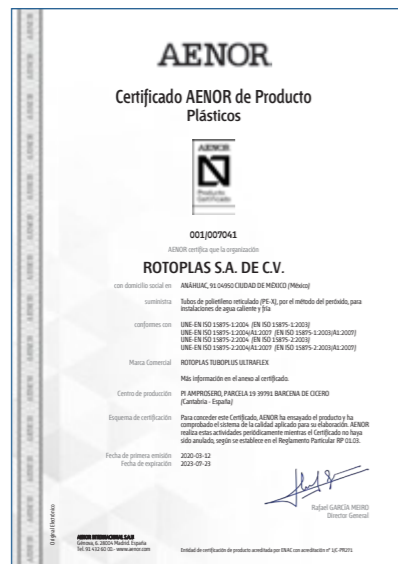 AENOR
Certificado AENOR de Producto
Plásticos
AENOR
Producto
Certificado
001/007041
AENOR certifica que la organización
ROTOPLAS S.A. DE C.V.
con domicilio social en ANÁHUAC, 91 04950 CIUDAD DE MÉXICO (México)
suministra Tubos de polietileno reticulado (PE-X), por el método del peróxido, para
instalaciones de agua caliente y fría
conformes con UNE-EN ISO 15875-1:2004 (EN ISO 15875-1:2003)
UNE-EN ISO 15875-1:2004/A1:2007 (EN ISO 15875-1:2003/A1:2007)
UNE-EN ISO 15875-2:2004 (EN ISO 15875-2:2003)
UNE-EN ISO 15875-2:2004/A1:2007 (EN ISO 15875-2:2003/A1:2007)
Marca Comercial ROTOPLAS TUBOPLUS ULTRAFLEX
Más información en el anexo al certificado.
Centro de producción PI AMPROSERO, PARCELA 19 39791 BARCENA DE CICERO
(Cantabria - España)
Esquema de certificación Para conceder este Certificado, AENOR ha ensayado el producto y ha
comprobado el sistema de la calidad aplicado para su elaboración. AENOR
realiza estas actividades periódicamente mientras el Certificado no haya
sido anulado, según se establece en el Reglamento Particular RP 01.03.
Fecha de primera emisión 2020-03-12
Fecha de expiración 2023-07-23
Rafael GARCÍA MEIRO
Director General
Original Electrónico
AENOR INTERNACIONAL S.A.U.
Génova, 6. 28004 Madrid. España
Tel. 91 432 60 00.- www.aenor.com
Entidad de certificación de producto acreditada por ENAC con acreditación nº 1/C-PR271